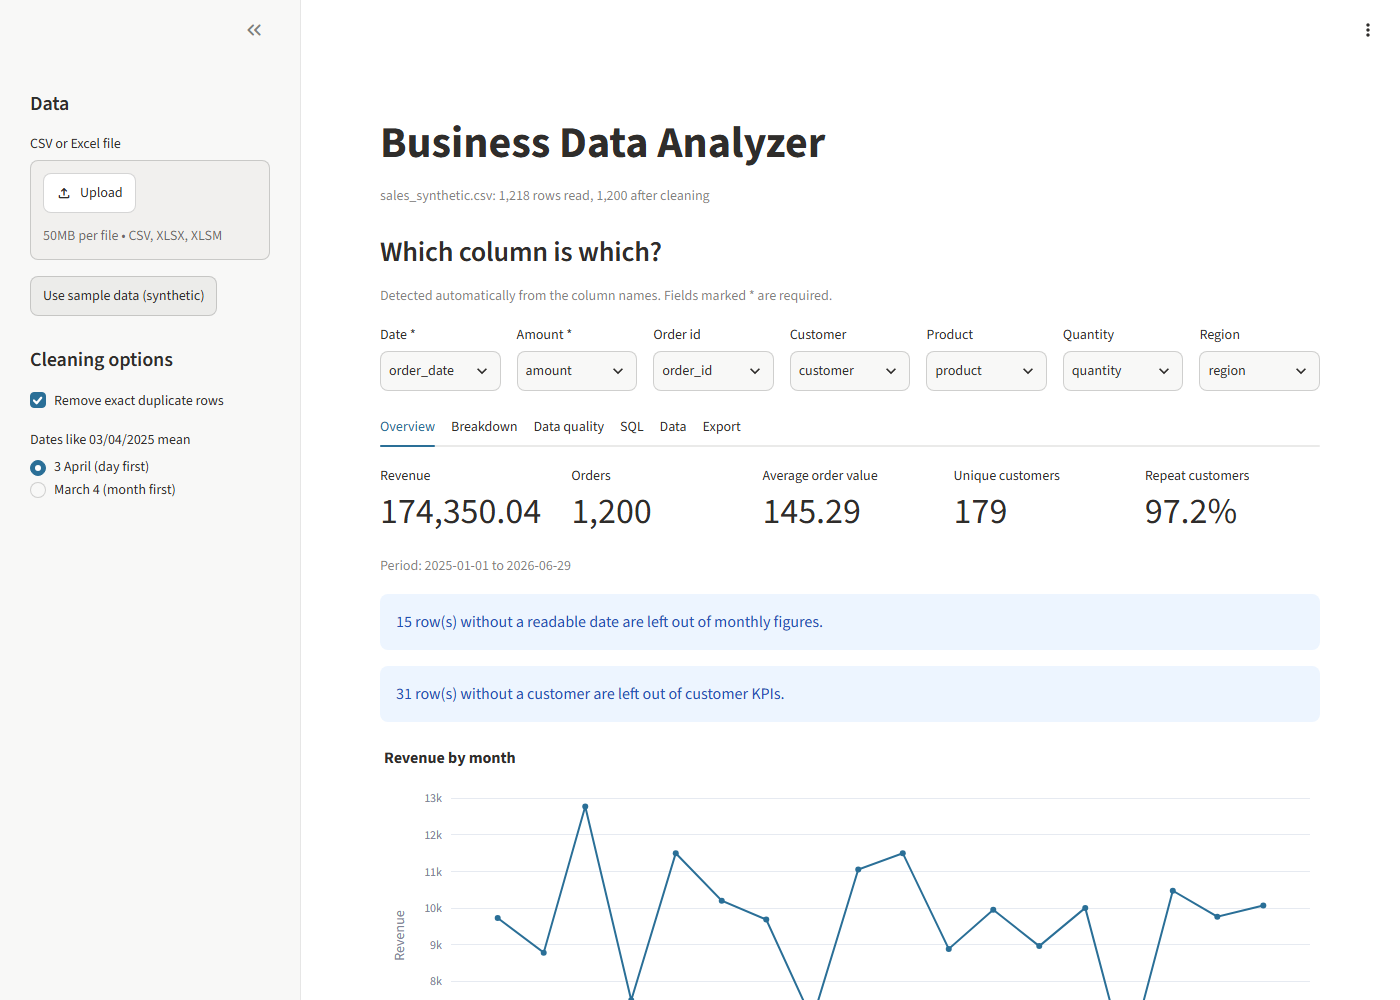 Data
CSV or Excel file
Upload
50MB per file • CSV, XLSX, XLSM
Use sample data (synthetic)
Cleaning options
Remove exact duplicate rows
Dates like 03/04/2025 mean
3 April (day first)
March 4 (month first)
Business Data Analyzer
sales_synthetic.csv: 1,218 rows read, 1,200 after cleaning
Which column is which?
Detected automatically from the column names. Fields marked * are required.
Date * Amount * Order id Customer Product Quantity Region
order_date amount order_id customer product quantity region
Overview Breakdown Data quality SQL Data Export
Revenue Orders Average order value Unique customers Repeat customers
174,350.04 1,200 145.29 179 97.2%
Period: 2025-01-01 to 2026-06-29
15 row(s) without a readable date are left out of monthly figures.
31 row(s) without a customer are left out of customer KPIs.
Revenue by month
13k
12k
11k
10k
9k
8k
Revenue